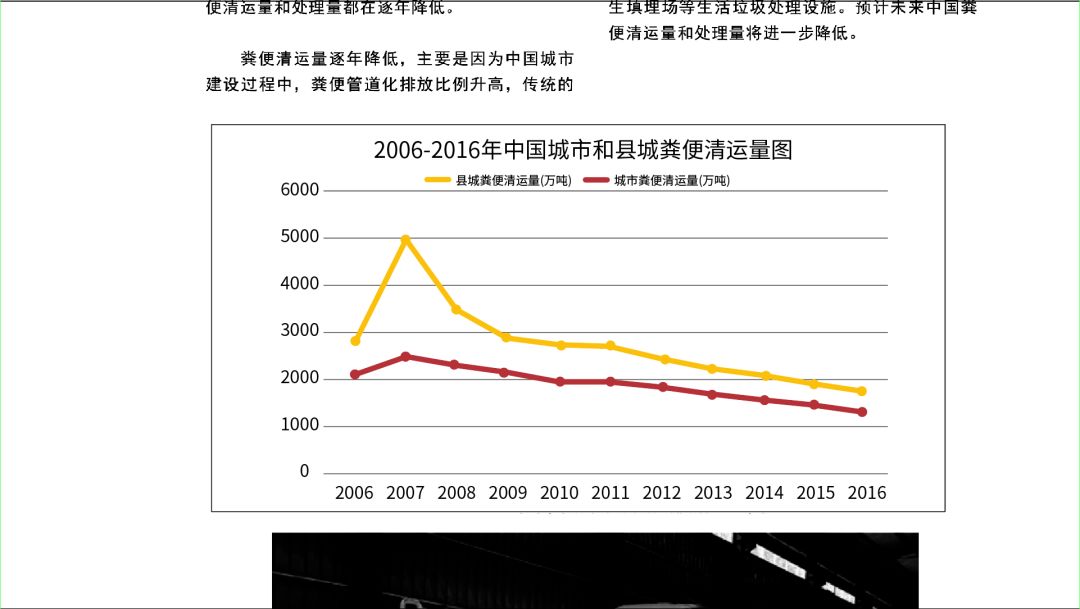 便清运量和处理量都在逐年降低。
粪便清运量逐年降低，主要是因为中国城市
建设过程中，粪便管道化排放比例升高，传统的
生填埋场等生活垃圾处理设施。预计未来中国粪
便清运量和处理量将进一步降低。
2006-2016年中国城市和县城粪便清运量图
县城粪便清运量(万吨) 城市粪便清运量(万吨)
6000
5000
4000
3000
2000
1000
0
2006 2007 2008 2009 2010 2011 2012 2013 2014 2015 2016